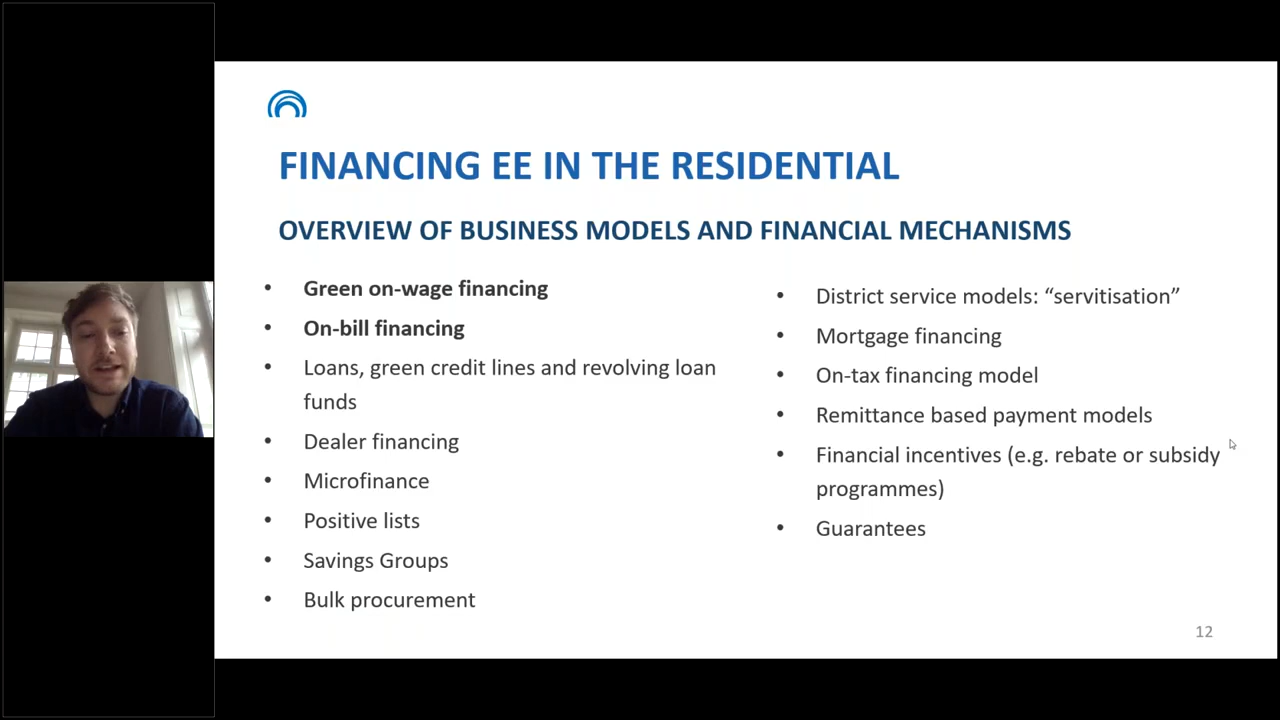 FINANCING EE IN THE RESIDENTIAL
OVERVIEW OF BUSINESS MODELS AND FINANCIAL MECHANISMS
• Green on-wage financing
• On-bill financing
• Loans, green credit lines and revolving loan
funds
• Dealer financing
• Microfinance
• Positive lists
• Savings Groups
• Bulk procurement
• District service models: “servitisation”
• Mortgage financing
• On-tax financing model
• Remittance based payment models
• Financial incentives (e.g. rebate or subsidy
programmes)
• Guarantees
12